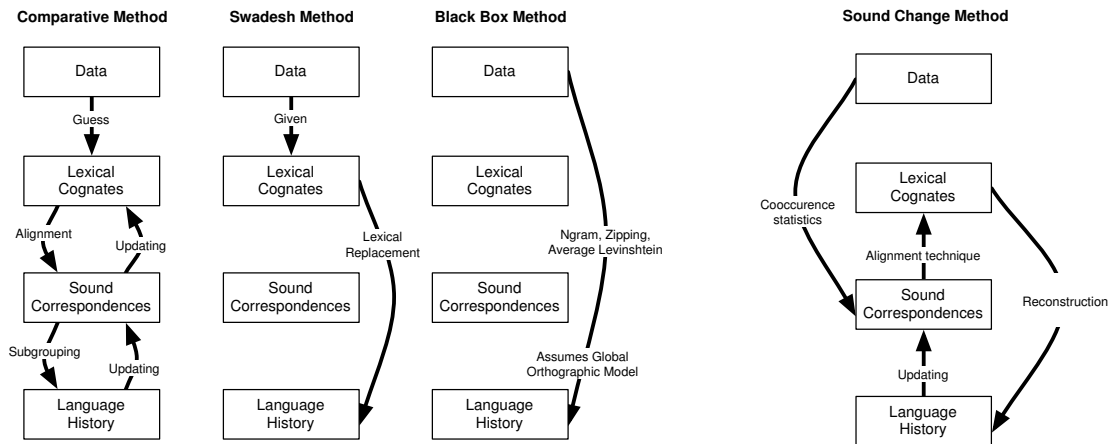 Comparative Method
Data
Guess
Lexical
Cognates
Alignment
Updating
Sound
Correspondences
Subgrouping
Updating
Language
History
Swadesh Method
Data
Given
Lexical
Cognates
Lexical
Replacement
Sound
Correspondences
Language
History
Black Box Method
Data
Lexical
Cognates
Ngram, Zipping,
Average Levinshtein
Sound
Correspondences
Assumes Global
Orthographic Model
Language
History
Sound Change Method
Data
Lexical
Cognates
Cooccurence
statistics
Alignment technique
Sound
Correspondences
Reconstruction
Updating
Language
History